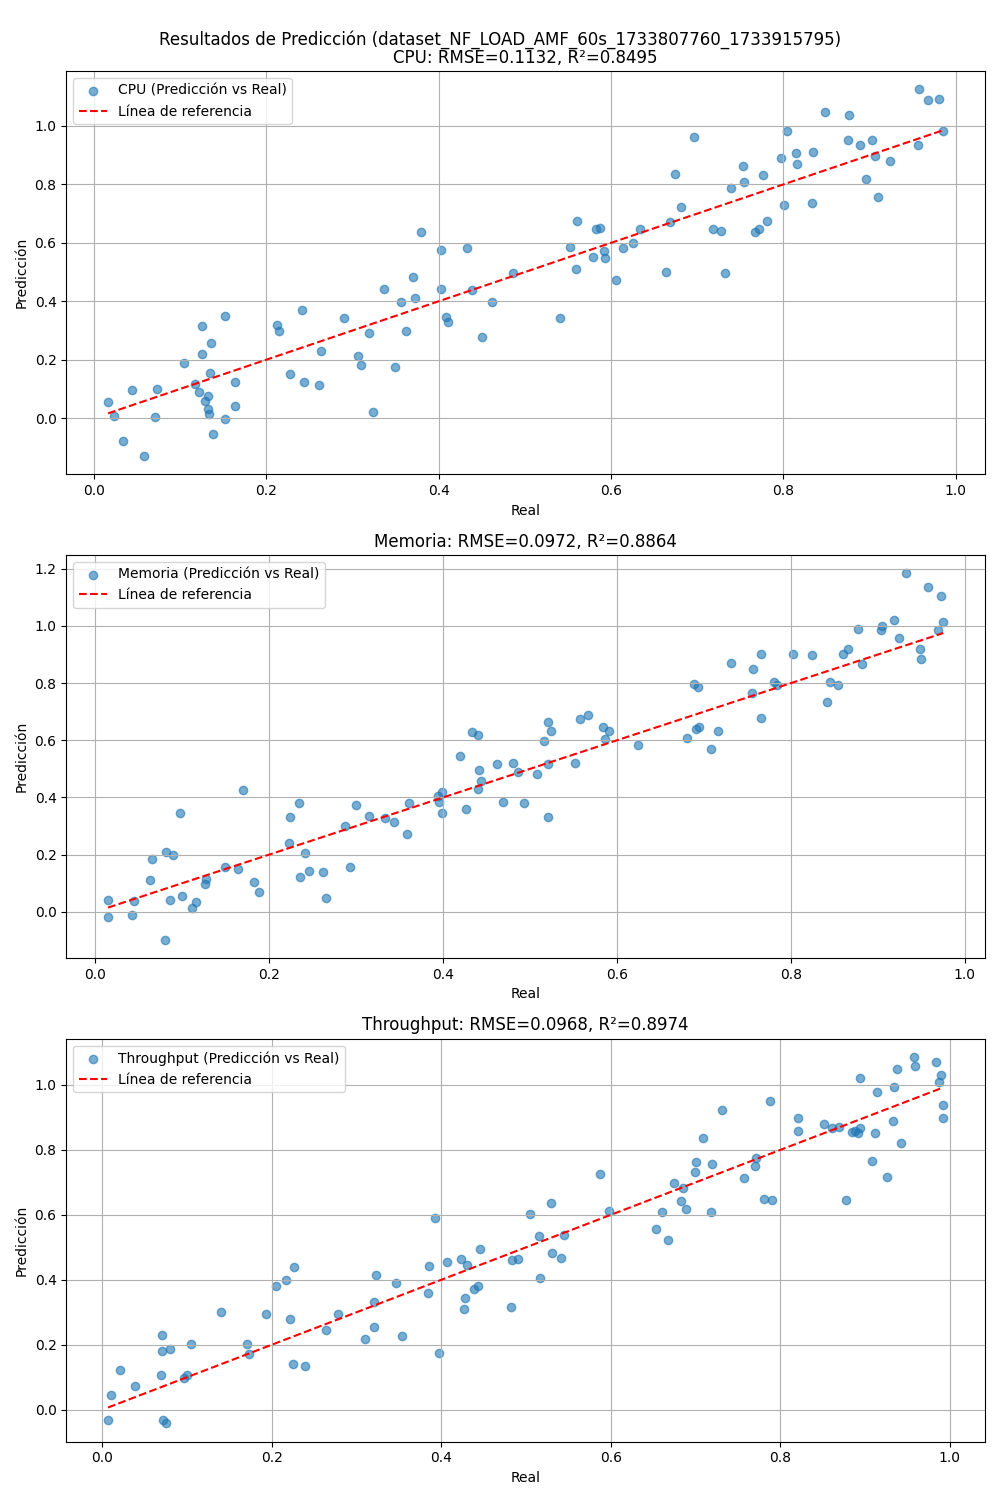 Resultados de Predicción (dataset_NF_LOAD_AMF_60s_1733807760_1733915795)
CPU: RMSE=0.1132, R²=0.8495
CPU (Predicción vs Real)
Línea de referencia
1.0
0.8
0.6
0.4
0.2
0.0
Predicción
0.0 0.2 0.4 0.6 0.8 1.0
Real
Memoria: RMSE=0.0972, R²=0.8864
Memoria (Predicción vs Real)
Línea de referencia
1.2
1.0
0.8
0.6
0.4
0.2
0.0
Predicción
0.0 0.2 0.4 0.6 0.8 1.0
Real
Throughput: RMSE=0.0968, R²=0.8974
Throughput (Predicción vs Real)
Línea de referencia
1.0
0.8
0.6
0.4
0.2
0.0
Predicción
0.0 0.2 0.4 0.6 0.8 1.0
Real